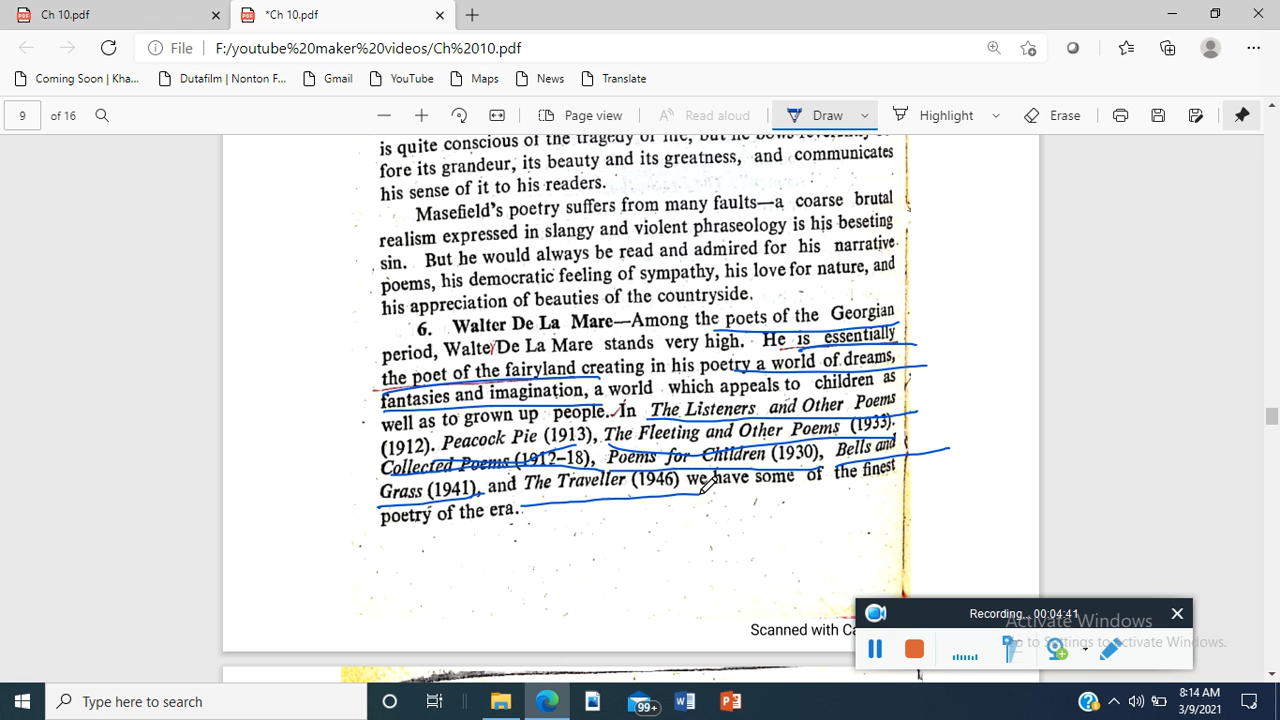 Ch 10.pdf
*Ch 10.pdf
File F:/youtube%20maker%20videos/Ch%2010.pdf
Coming Soon | Kha...
Dutafilm | Nonton F...
Gmail
YouTube
Maps
News
Translate
9 of 16
Page view
Read aloud
Draw
Highlight
Erase
is quite conscious of the tragedy of life, but he bows
fore its grandeur, its beauty and its greatness, and communicates
his sense of it to his readers.
Masefield's poetry suffers from many faults—a coarse brutal
realism expressed in slangy and violent phraseology is his beseting
sin. But he would always be read and admired for his narrative
poems, his democratic feeling of sympathy, his love for nature, and
his appreciation of beauties of the countryside.
6. Walter De La Mare—Among the poets of the Georgian
period, Walter De La Mare stands very high. He is essentially
the poet of the fairyland creating in his poetry a world of dreams,
fantasies and imagination, a world which appeals to children as
well as to grown up people. In The Listeners and Other Poems
(1912). Peacock Pie (1913), The Fleeting and Other Poems (1933).
Collected Poems (1912–18), Poems for Children (1930), Bells and
Grass (1941), and The Traveller (1946) we have some of the finest
poetry of the era.
Scanned with
Recording... 00:04:41
Activate Windows
Go to Settings to activate Windows.
Type here to search
99+
8:14 AM
3/9/2021